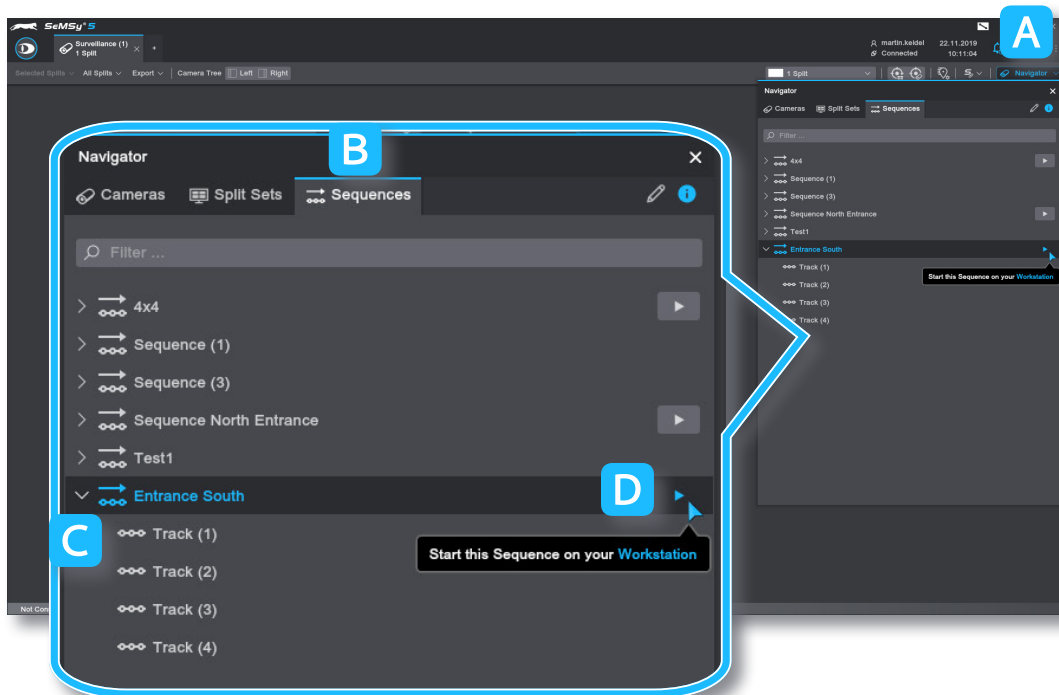 SeMSy® 5
Surveillance (1)
1 Split
martin.keidel
Connected
22.11.2019
10:11:04
A
Selected Splits
All Splits
Export
Camera Tree
Left
Right
1 Split
Navigator
Navigator
Cameras
Split Sets
Sequences
Filter ...
4x4
Sequence (1)
Sequence (3)
Sequence North Entrance
Test1
Entrance South
Track (1)
Track (2)
Track (3)
Track (4)
Start this Sequence on your Workstation
B
Navigator
Cameras
Split Sets
Sequences
Filter ...
4x4
Sequence (1)
Sequence (3)
Sequence North Entrance
Test1
Entrance South
D
C
Track (1)
Start this Sequence on your Workstation
Track (2)
Track (3)
Track (4)
Not Con